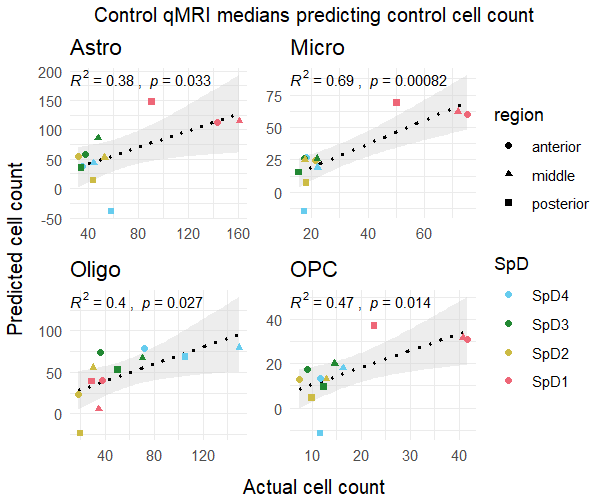 Control qMRI medians predicting control cell count
Astro
R² = 0.38 , p = 0.033
200
150
100
50
0
-50
40
80
120
160
Micro
R² = 0.69 , p = 0.00082
75
50
25
0
20
40
60
Oligo
R² = 0.4 , p = 0.027
100
50
0
40
80
120
OPC
R² = 0.47 , p = 0.014
40
20
0
10
20
30
40
Predicted cell count
Actual cell count
region
anterior
middle
posterior
SpD
SpD4
SpD3
SpD2
SpD1